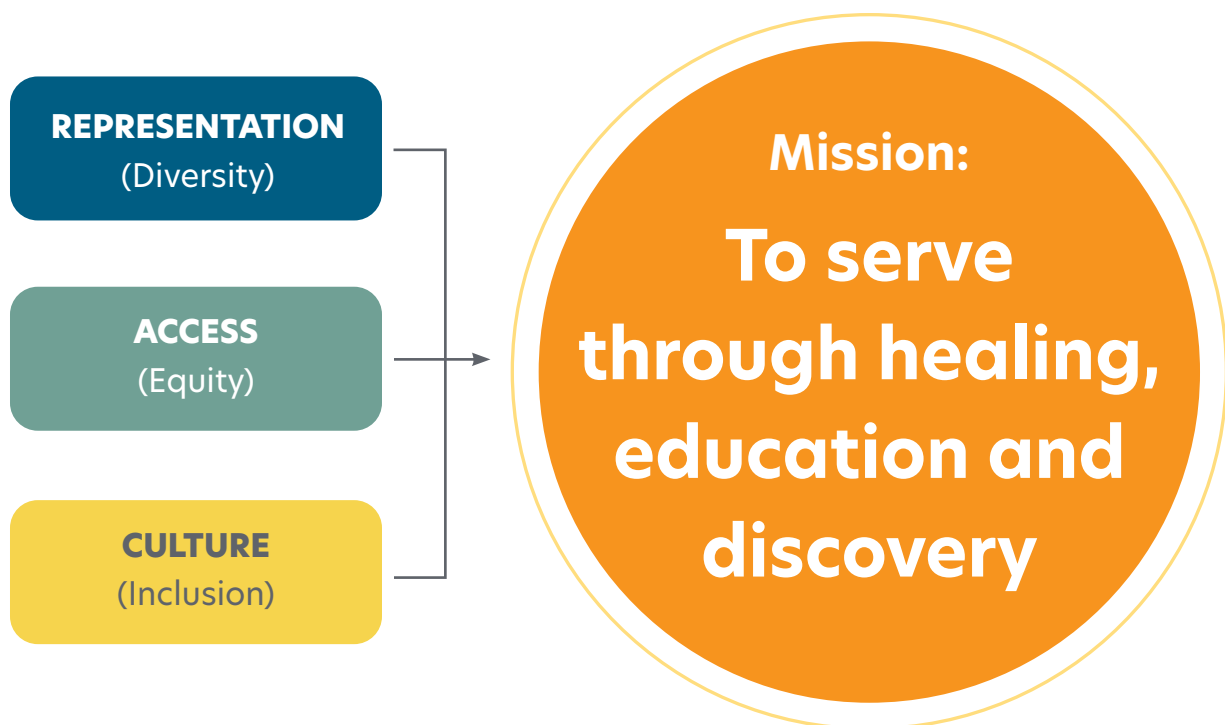 REPRESENTATION
(Diversity)
ACCESS
(Equity)
CULTURE
(Inclusion)
Mission:
To serve
through healing,
education and
discovery